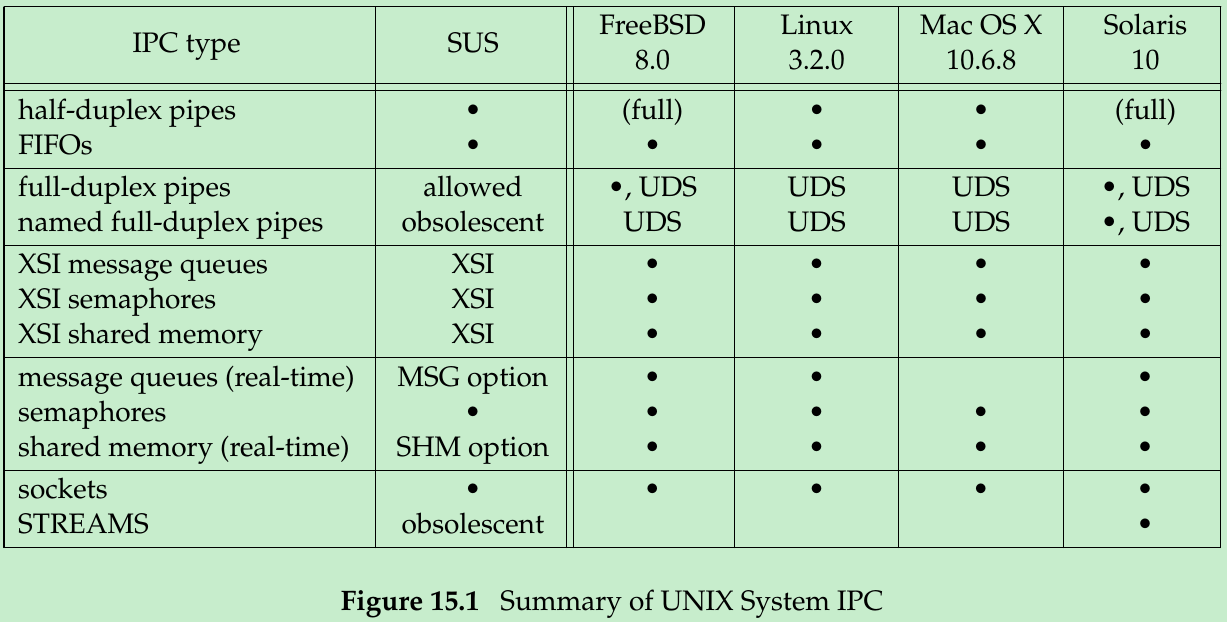 IPC type SUS FreeBSD 8.0 Linux 3.2.0 Mac OS X 10.6.8 Solaris 10
half-duplex pipes • (full) • • (full)
FIFOs • • • • •
full-duplex pipes allowed •, UDS UDS UDS •, UDS
named full-duplex pipes obsolescent UDS UDS UDS •, UDS
XSI message queues XSI • • • •
XSI semaphores XSI • • • •
XSI shared memory XSI • • • •
message queues (real-time) MSG option • • •
semaphores • • • • •
shared memory (real-time) SHM option • • • •
sockets • • • • •
STREAMS obsolescent •
Figure 15.1 Summary of UNIX System IPC